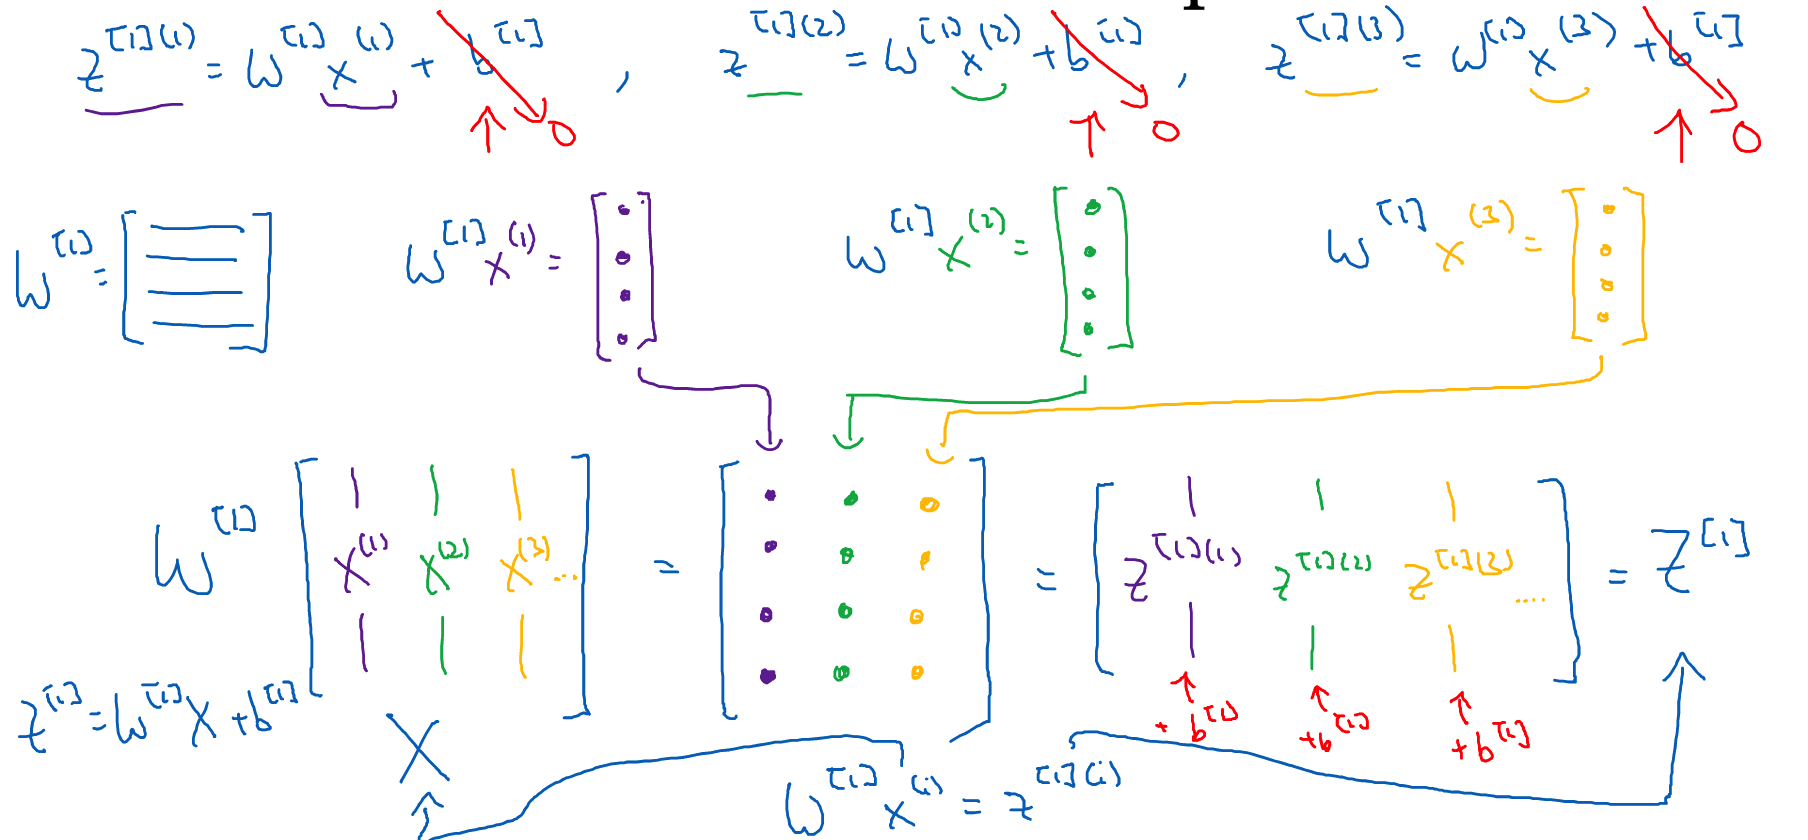 z^[1](1) = W^[1] x^(1) + b^[1] , z^[1](2) = W^[1] x^(2) + b^[1] , z^[1](3) = W^[1] x^(3) + b^[1]
0 0 0
W^[1] = W^[1] x^(1) = W^[1] x^(2) = W^[1] x^(3) =
W^[1] [ x^(1) x^(2) x^(3) ... ] = [ ] = [ z^[1](1) z^[1](2) z^[1](3) .... ] = Z^[1]
z^[1] = W^[1] X + b^[1] + b^[1] + b^[1] + b^[1]
X
W^[1] x^(i) = z^[1](i)